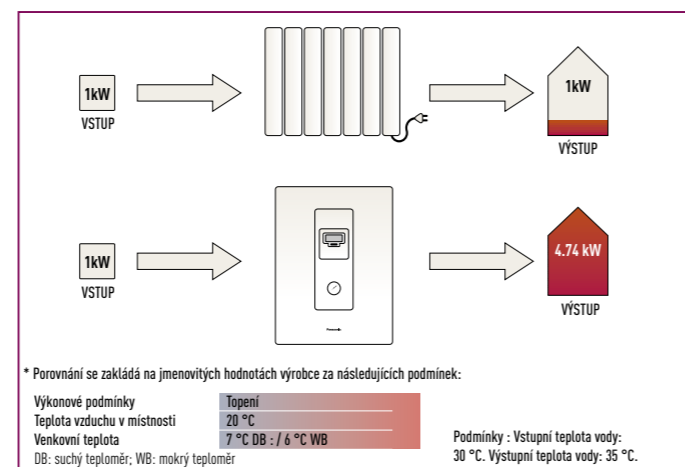 1kW
VSTUP
1kW
VÝSTUP
1kW
VSTUP
4.74 kW
VÝSTUP
* Porovnání se zakládá na jmenovitých hodnotách výrobce za následujících podmínek:
Výkonové podmínky Topení
Teplota vzduchu v místnosti 20 °C
Venkovní teplota 7 °C DB : / 6 °C WB
DB: suchý teploměr; WB: mokrý teploměr
Podmínky : Vstupní teplota vody:
30 °C. Výstupní teplota vody: 35 °C.